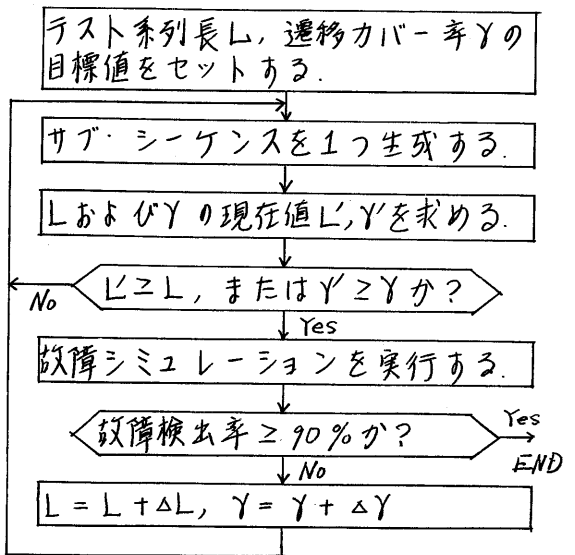 テスト系列長L, 遷移カバー率γの
目標値をセットする.
サブ・シーケンスを1つ生成する.
Lおよびγの現在値L′,γ′を求める.
L′≥L, またはγ′≥γか?
No
Yes
故障シミュレーションを実行する.
故障検出率≥90%か?
Yes
END
No
L=L+ΔL, γ=γ+Δγ